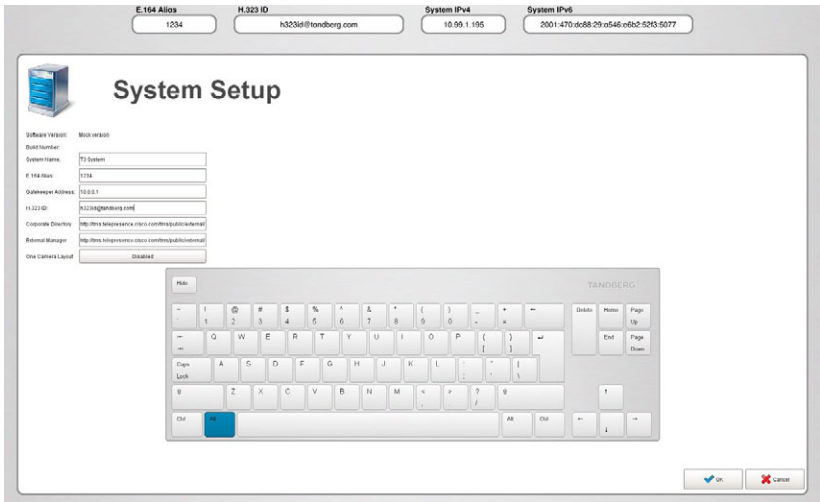 E.164 Alias H.323 ID System IPv4 System IPv6
1234 h323id@tandberg.com 10.99.1.195 2001:470:dc88:29:a546:e6b2:52f3:5077
System Setup
Software Version: Mock version
Build Number:
System Name: T3 System
E.164 Alias: 1234
Gatekeeper Address: 10.0.0.1
H.323 ID: h323id@tandberg.com
Corporate Directory http://tms.telepresence.cisco.com/tms/public/external/
External Manager http://tms.telepresence.cisco.com/tms/public/external/
One Camera Layout Disabled
Hide TANDBERG
~ ! @ # $ % ^ & * ( ) _ + ← Delete Home Page
` 1 2 3 4 5 6 7 8 9 0 - = Up
Q W E R T Y U I O P { } ↵ End Page
[ ] Down
Caps A S D F G H J K L : " |
Lock ; ' \
⇧ Z X C V B N M < > ? ⇧ ↑
, . /
Ctrl Alt Alt Ctrl ← ↓ →
OK Cancel